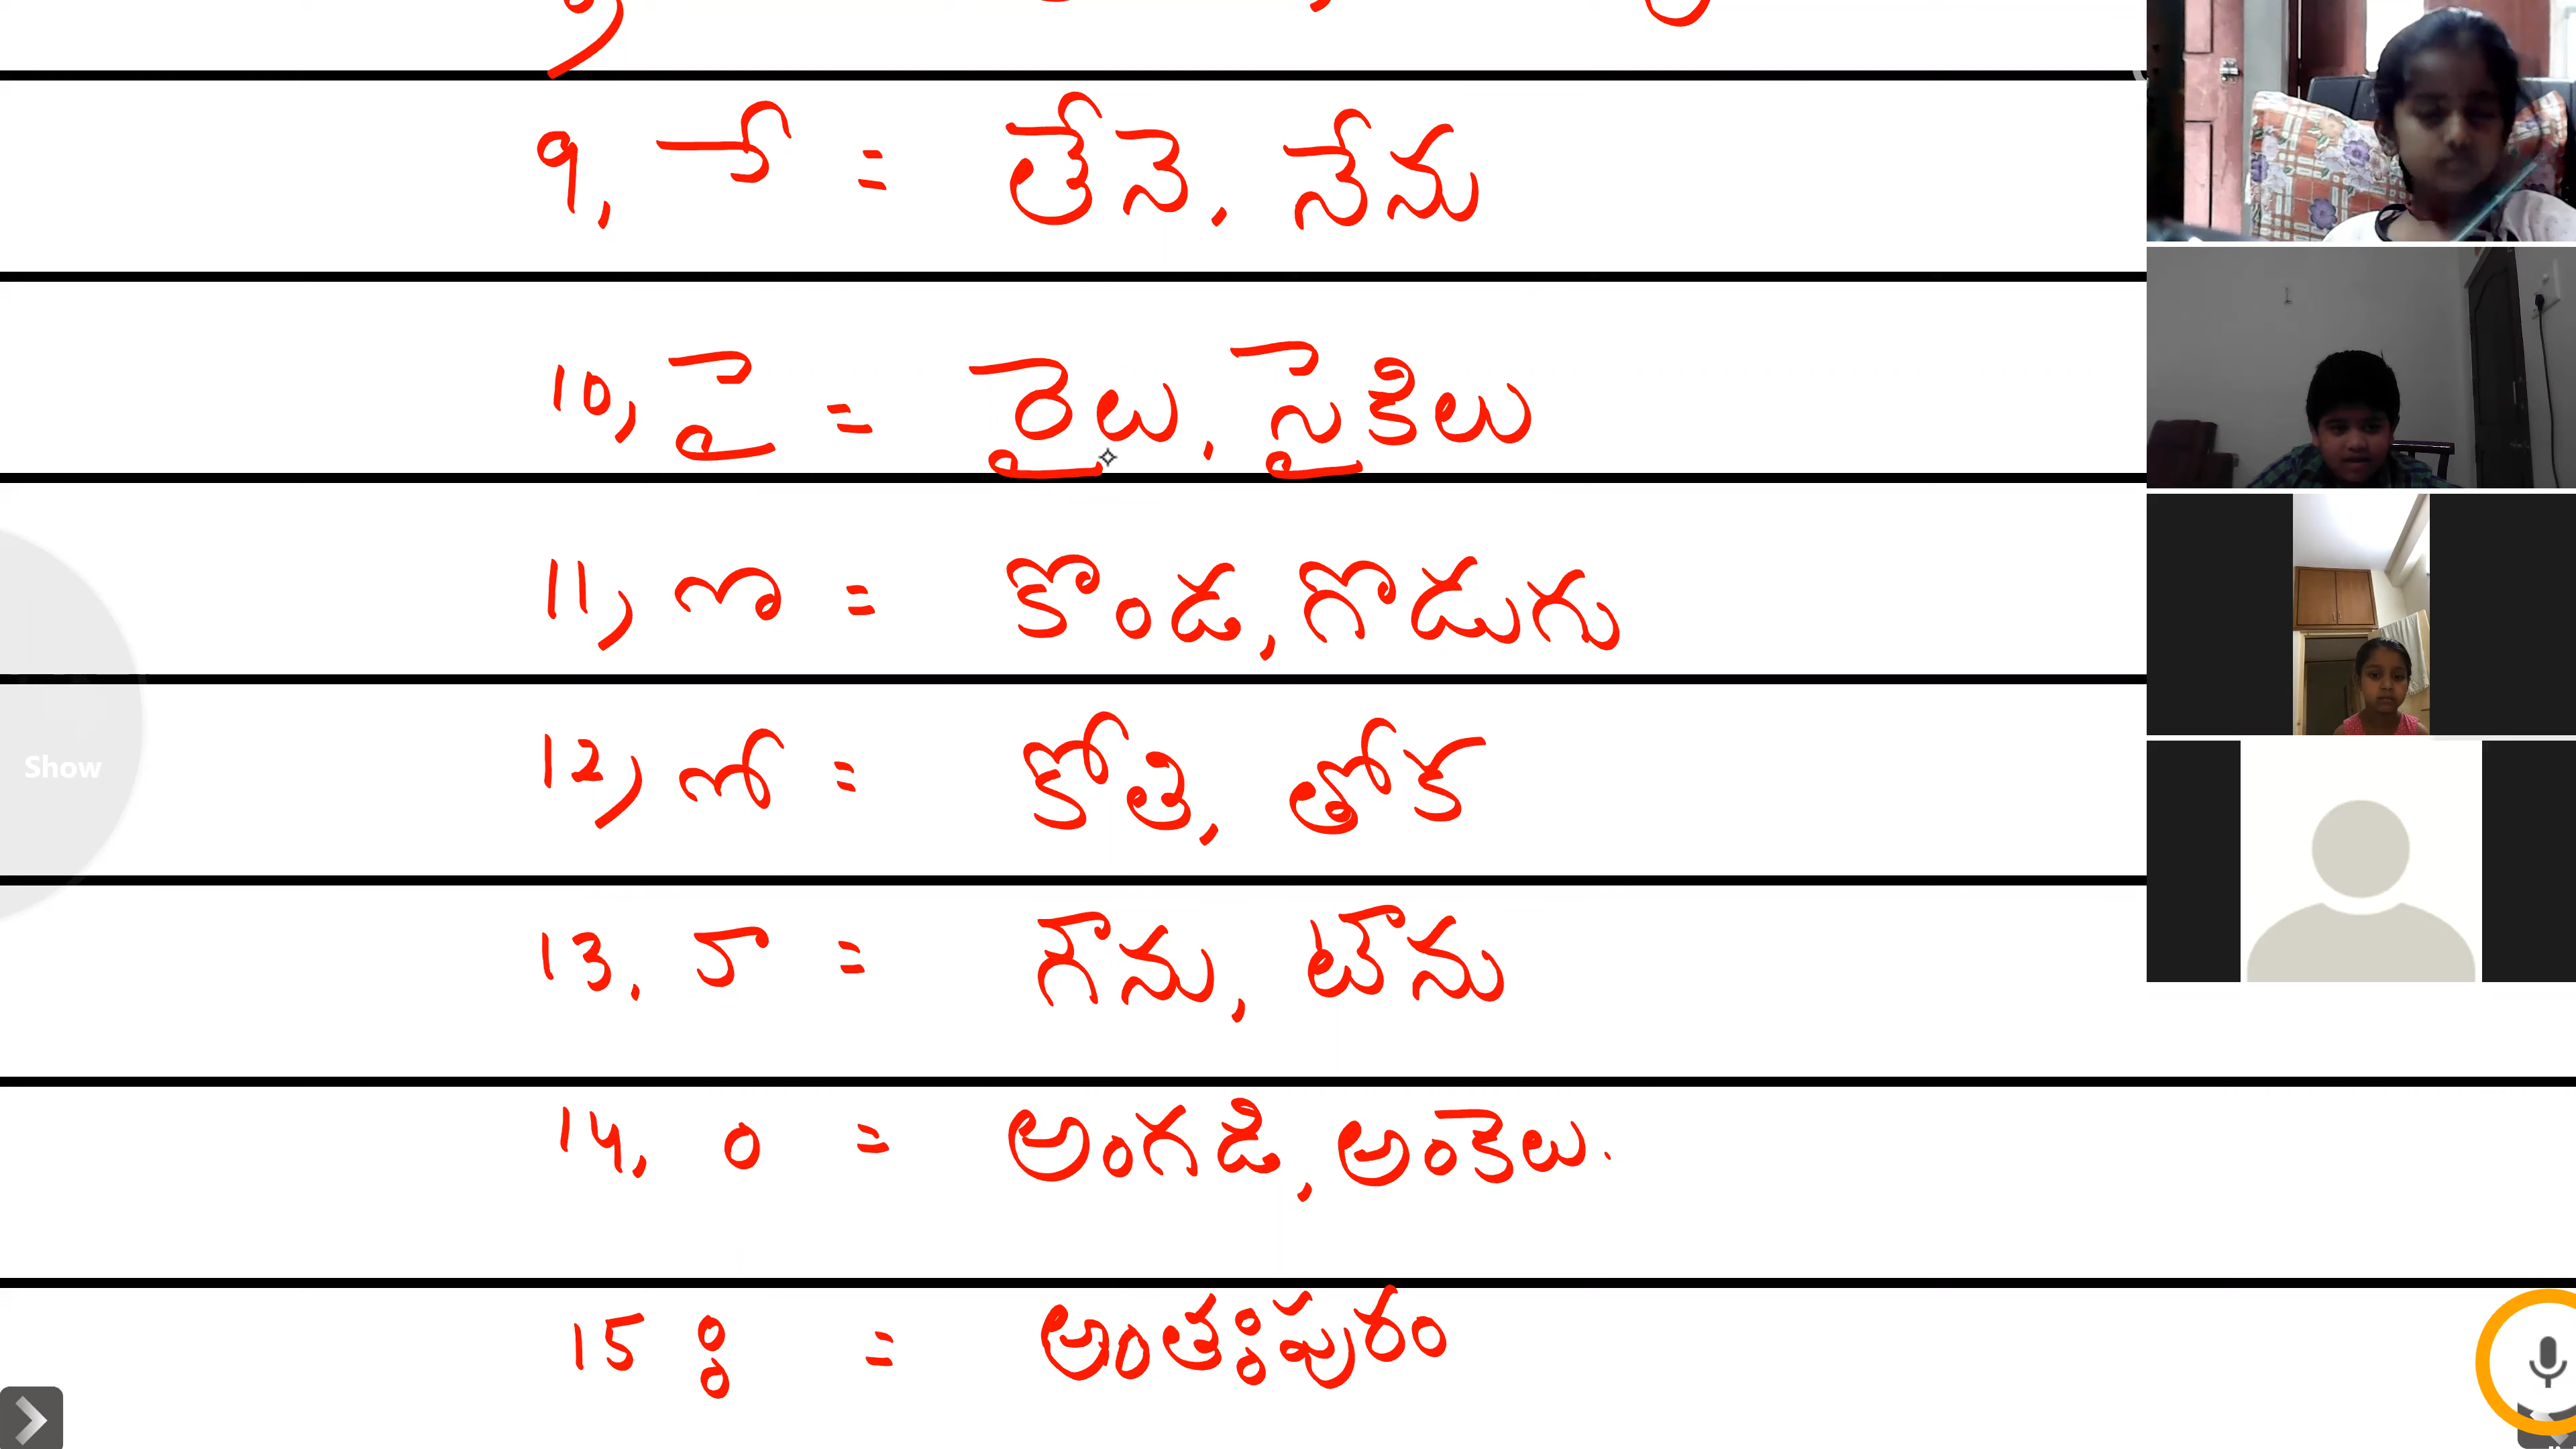 9, ే = తేనె, నేను
10, ై = రైలు, సైకిలు
11, ొ = కొండ, గొడుగు
12, ో = కోతి, తోక
Show
13. ౌ = గౌను, టౌను
14, ం = అంగడి, అంకెలు.
15 ః = అంతఃపురం